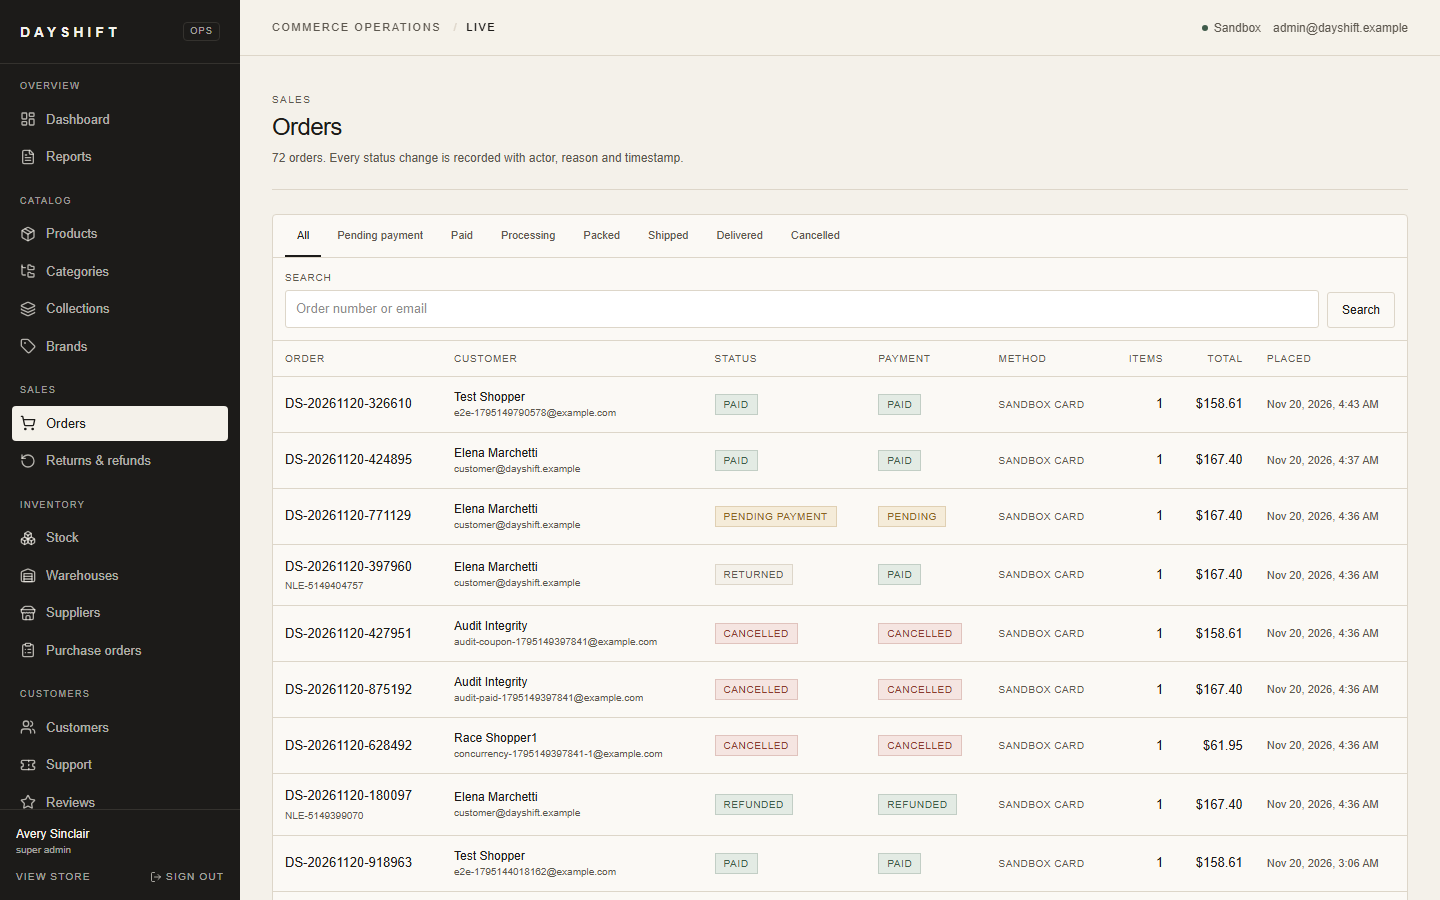 DAYSHIFT
OPS
OVERVIEW
Dashboard
Reports
CATALOG
Products
Categories
Collections
Brands
SALES
Orders
Returns & refunds
INVENTORY
Stock
Warehouses
Suppliers
Purchase orders
CUSTOMERS
Customers
Support
Reviews
Avery Sinclair
super admin
VIEW STORE
SIGN OUT
COMMERCE OPERATIONS / LIVE
Sandbox admin@dayshift.example
SALES
Orders
72 orders. Every status change is recorded with actor, reason and timestamp.
All Pending payment Paid Processing Packed Shipped Delivered Cancelled
SEARCH
Order number or email
Search
ORDER CUSTOMER STATUS PAYMENT METHOD ITEMS TOTAL PLACED
DS-20261120-326610 Test Shopper PAID PAID SANDBOX CARD 1 $158.61 Nov 20, 2026, 4:43 AM
e2e-1795149790578@example.com
DS-20261120-424895 Elena Marchetti PAID PAID SANDBOX CARD 1 $167.40 Nov 20, 2026, 4:37 AM
customer@dayshift.example
DS-20261120-771129 Elena Marchetti PENDING PAYMENT PENDING SANDBOX CARD 1 $167.40 Nov 20, 2026, 4:36 AM
customer@dayshift.example
DS-20261120-397960 Elena Marchetti RETURNED PAID SANDBOX CARD 1 $167.40 Nov 20, 2026, 4:36 AM
NLE-5149404757 customer@dayshift.example
DS-20261120-427951 Audit Integrity CANCELLED CANCELLED SANDBOX CARD 1 $158.61 Nov 20, 2026, 4:36 AM
audit-coupon-1795149397841@example.com
DS-20261120-875192 Audit Integrity CANCELLED CANCELLED SANDBOX CARD 1 $167.40 Nov 20, 2026, 4:36 AM
audit-paid-1795149397841@example.com
DS-20261120-628492 Race Shopper1 CANCELLED CANCELLED SANDBOX CARD 1 $61.95 Nov 20, 2026, 4:36 AM
concurrency-1795149397841-1@example.com
DS-20261120-180097 Elena Marchetti REFUNDED REFUNDED SANDBOX CARD 1 $167.40 Nov 20, 2026, 4:36 AM
NLE-5149399070 customer@dayshift.example
DS-20261120-918963 Test Shopper PAID PAID SANDBOX CARD 1 $158.61 Nov 20, 2026, 3:06 AM
e2e-1795144018162@example.com